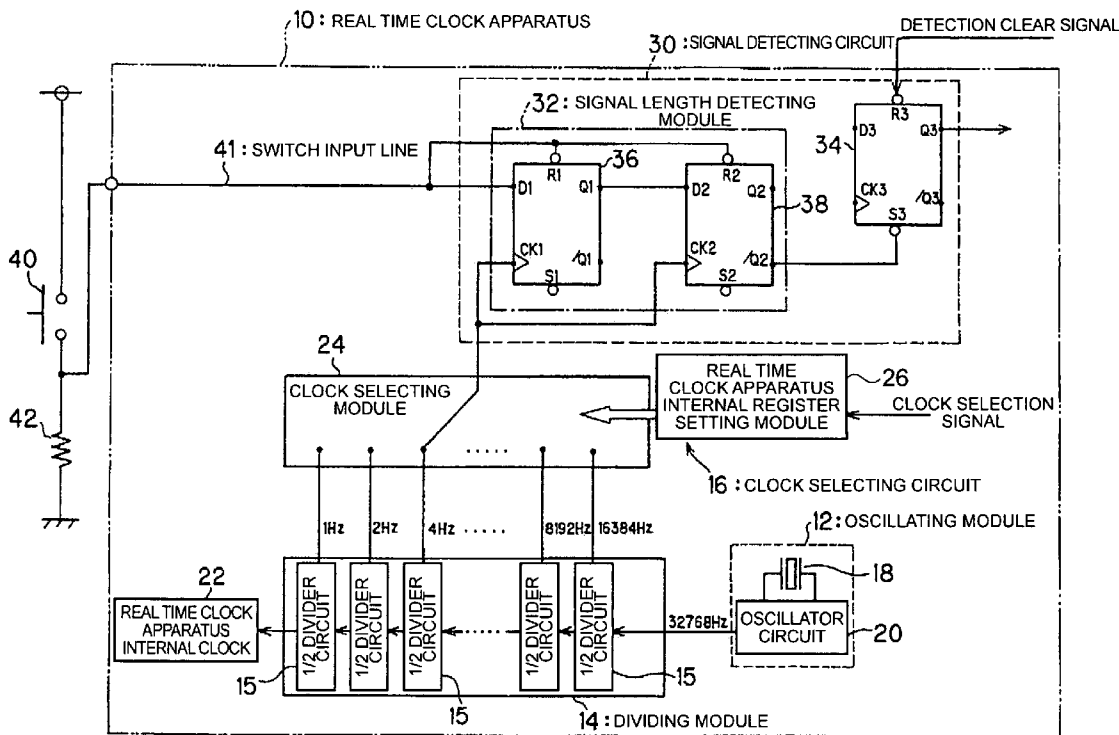 10: REAL TIME CLOCK APPARATUS
DETECTION CLEAR SIGNAL
30: SIGNAL DETECTING CIRCUIT
32: SIGNAL LENGTH DETECTING
MODULE
41: SWITCH INPUT LINE
36
34
38
R1
D1
Q1
CK1
/Q1
S1
R2
D2
Q2
CK2
/Q2
S2
R3
D3
Q3
CK3
/Q3
S3
40
42
24
CLOCK SELECTING
MODULE
REAL TIME
CLOCK APPARATUS
INTERNAL REGISTER
SETTING MODULE
26
CLOCK SELECTION
SIGNAL
16: CLOCK SELECTING CIRCUIT
1Hz
2Hz
4Hz
.....
8192Hz
16384Hz
12: OSCILLATING MODULE
18
OSCILLATOR
CIRCUIT
20
32768Hz
22
REAL TIME CLOCK
APPARATUS
INTERNAL CLOCK
1/2 DIVIDER
CIRCUIT
1/2 DIVIDER
CIRCUIT
1/2 DIVIDER
CIRCUIT
1/2 DIVIDER
CIRCUIT
1/2 DIVIDER
CIRCUIT
15
15
15
14: DIVIDING MODULE